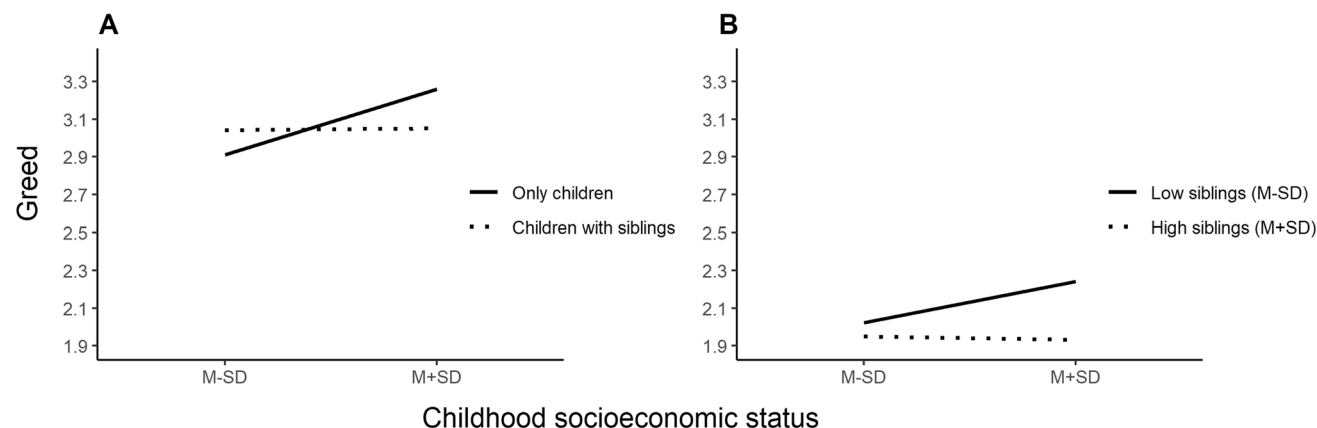 A
Greed
3.3
3.1
2.9
2.7
2.5
2.3
2.1
1.9
M-SD
M+SD
Only children
Children with siblings
B
3.3
3.1
2.9
2.7
2.5
2.3
2.1
1.9
M-SD
M+SD
Low siblings (M-SD)
High siblings (M+SD)
Childhood socioeconomic status